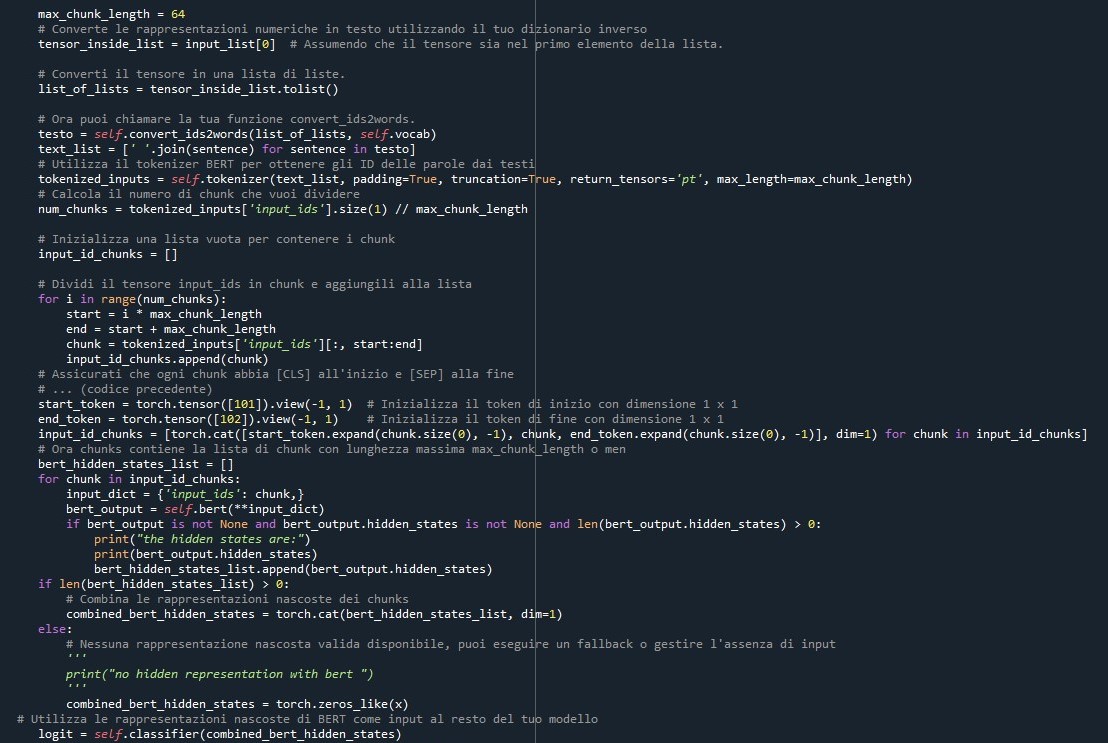 max_chunk_length = 64
# Converte le rappresentazioni numeriche in testo utilizzando il tuo dizionario inverso
tensor_inside_list = input_list[0]  # Assumendo che il tensore sia nel primo elemento della lista.
# Converti il tensore in una lista di liste.
list_of_lists = tensor_inside_list.tolist()
# Ora puoi chiamare la tua funzione convert_ids2words.
testo = self.convert_ids2words(list_of_lists, self.vocab)
text_list = [' '.join(sentence) for sentence in testo]
# Utilizza il tokenizer BERT per ottenere gli ID delle parole dai testi
tokenized_inputs = self.tokenizer(text_list, padding=True, truncation=True, return_tensors='pt', max_length=max_chunk_length)
# Calcola il numero di chunk che vuoi dividere
num_chunks = tokenized_inputs['input_ids'].size(1) // max_chunk_length
# Inizializza una lista vuota per contenere i chunk
input_id_chunks = []
# Dividi il tensore input_ids in chunk e aggiungili alla lista
for i in range(num_chunks):
    start = i * max_chunk_length
    end = start + max_chunk_length
    chunk = tokenized_inputs['input_ids'][:, start:end]
    input_id_chunks.append(chunk)
# Assicurati che ogni chunk abbia [CLS] all'inizio e [SEP] alla fine
# ... (codice precedente)
start_token = torch.tensor([101]).view(-1, 1)  # Inizializza il token di inizio con dimensione 1 x 1
end_token = torch.tensor([102]).view(-1, 1)    # Inizializza il token di fine con dimensione 1 x 1
input_id_chunks = [torch.cat([start_token.expand(chunk.size(0), -1), chunk, end_token.expand(chunk.size(0), -1)], dim=1) for chunk in input_id_chunks]
# Ora chunks contiene la lista di chunk con lunghezza massima max_chunk_length o men
bert_hidden_states_list = []
for chunk in input_id_chunks:
    input_dict = {'input_ids': chunk,}
    bert_output = self.bert(**input_dict)
    if bert_output is not None and bert_output.hidden_states is not None and len(bert_output.hidden_states) > 0:
        print("the hidden states are:")
        print(bert_output.hidden_states)
        bert_hidden_states_list.append(bert_output.hidden_states)
if len(bert_hidden_states_list) > 0:
    # Combina le rappresentazioni nascoste dei chunks
    combined_bert_hidden_states = torch.cat(bert_hidden_states_list, dim=1)
else:
    # Nessuna rappresentazione nascosta valida disponibile, puoi eseguire un fallback o gestire l'assenza di input
    '''
    print("no hidden representation with bert ")
    '''
    combined_bert_hidden_states = torch.zeros_like(x)
# Utilizza le rappresentazioni nascoste di BERT come input al resto del tuo modello
logit = self.classifier(combined_bert_hidden_states)